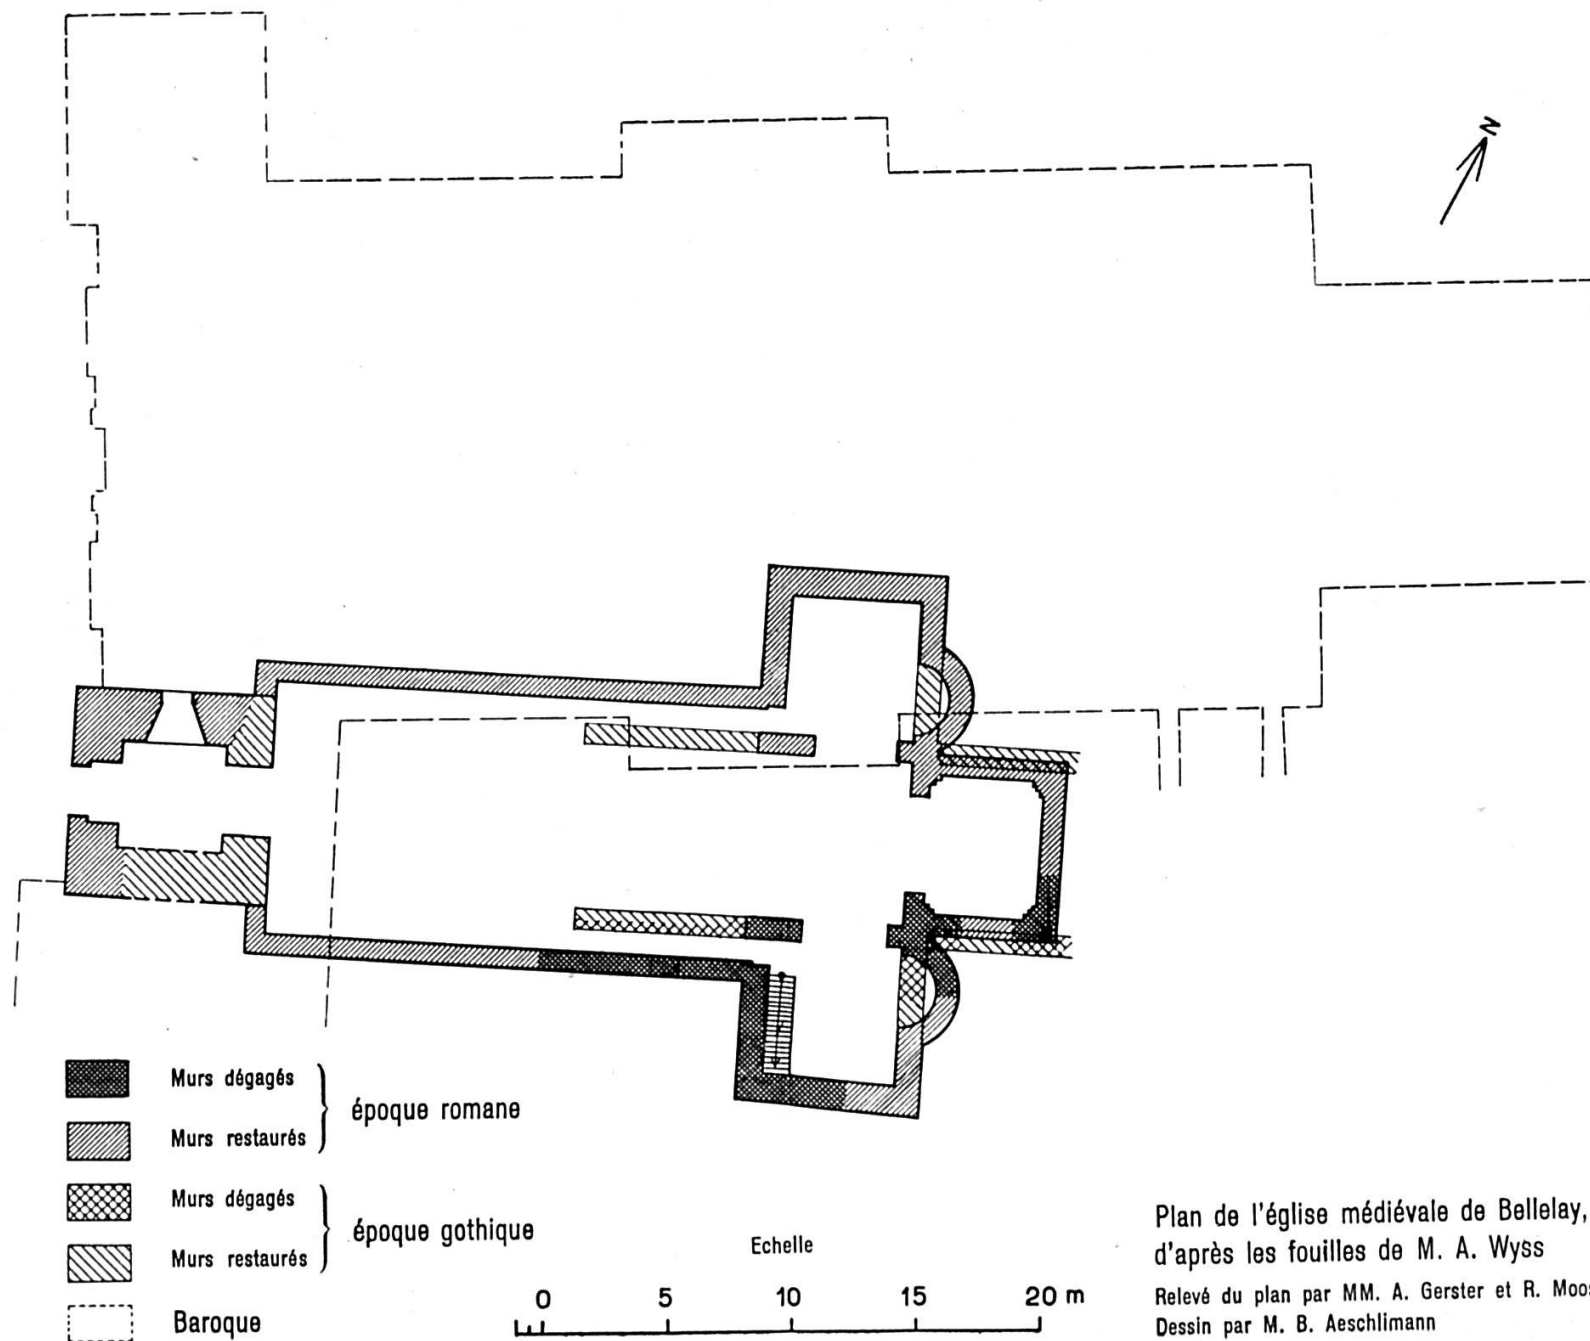 N
Murs dégagés
époque romane
Murs restaurés
Murs dégagés
époque gothique
Murs restaurés
Baroque
Echelle
0 5 10 15 20 m
Plan de l'église médiévale de Bellelay,
d'après les fouilles de M. A. Wyss
Relevé du plan par MM. A. Gerster et R. Moos
Dessin par M. B. Aeschlimann